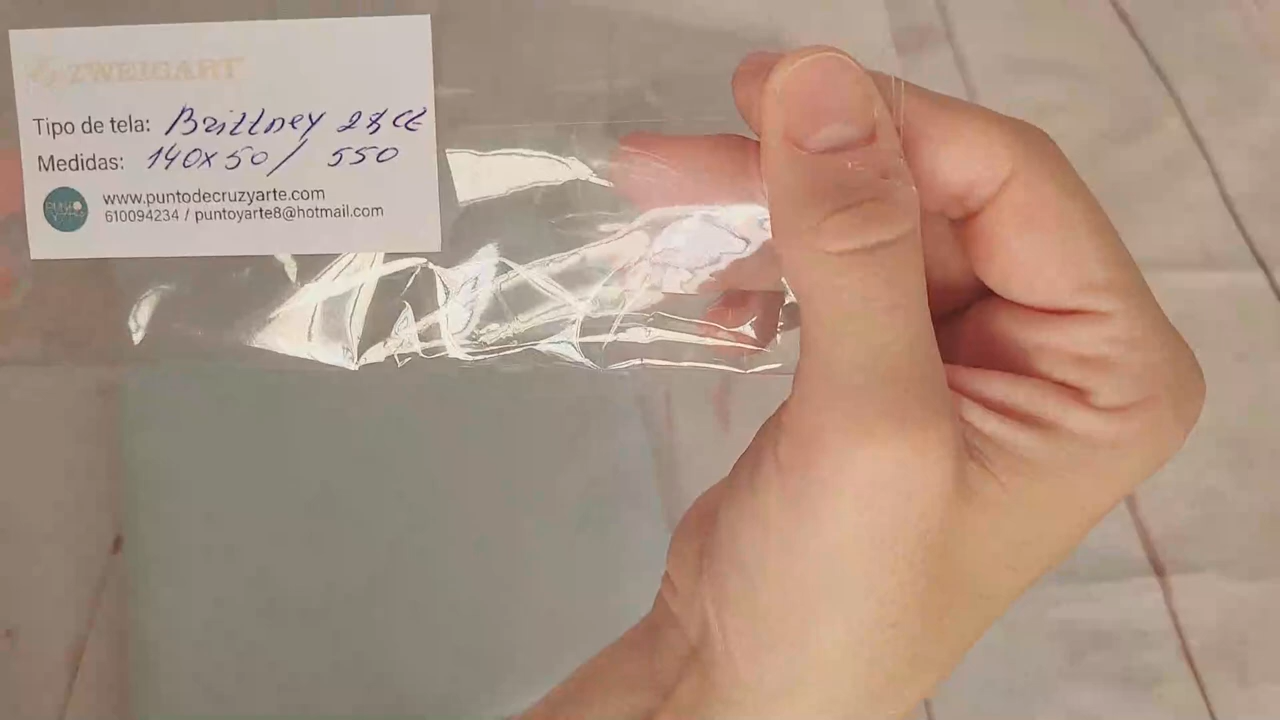 ZWEIGART
Tipo de tela: Brittney 28 ct
Medidas: 140x50 / 550
www.puntodecruzyarte.com
610094234 / puntoyarte8@hotmail.com